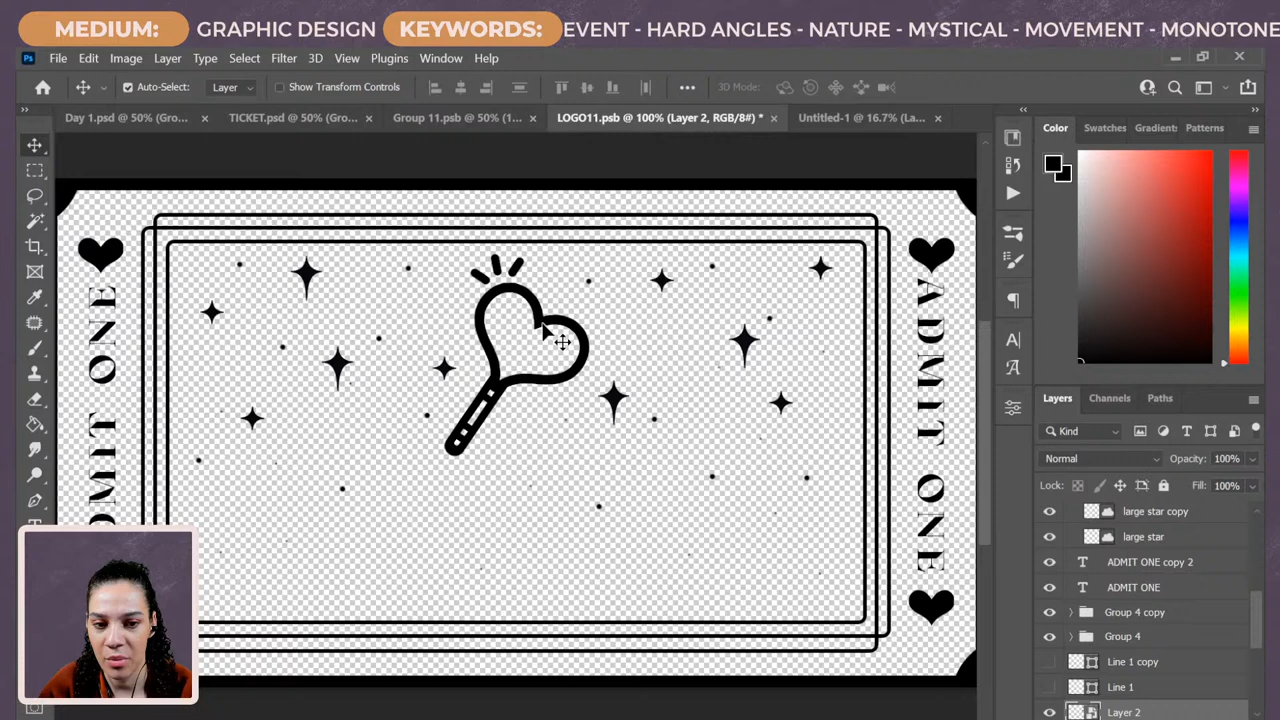 MEDIUM: GRAPHIC DESIGN KEYWORDS: EVENT - HARD ANGLES - NATURE - MYSTICAL - MOVEMENT - MONOTONE
Ps File Edit Image Layer Type Select Filter 3D View Plugins Window Help
Auto-Select: Layer Show Transform Controls 3D Mode:
Day 1.psd @ 50% (Gro... TICKET.psd @ 50% (Gro... Group 11.psb @ 50% (1... LOGO11.psb @ 100% (Layer 2, RGB/8#) * Untitled-1 @ 16.7% (La...
Color Swatches Gradients Patterns
ADMIT ONE
ADMIT ONE
Layers Channels Paths
Kind
Normal Opacity: 100%
Lock: Fill: 100%
large star copy
large star
ADMIT ONE copy 2
ADMIT ONE
Group 4 copy
Group 4
Line 1 copy
Line 1
Layer 2